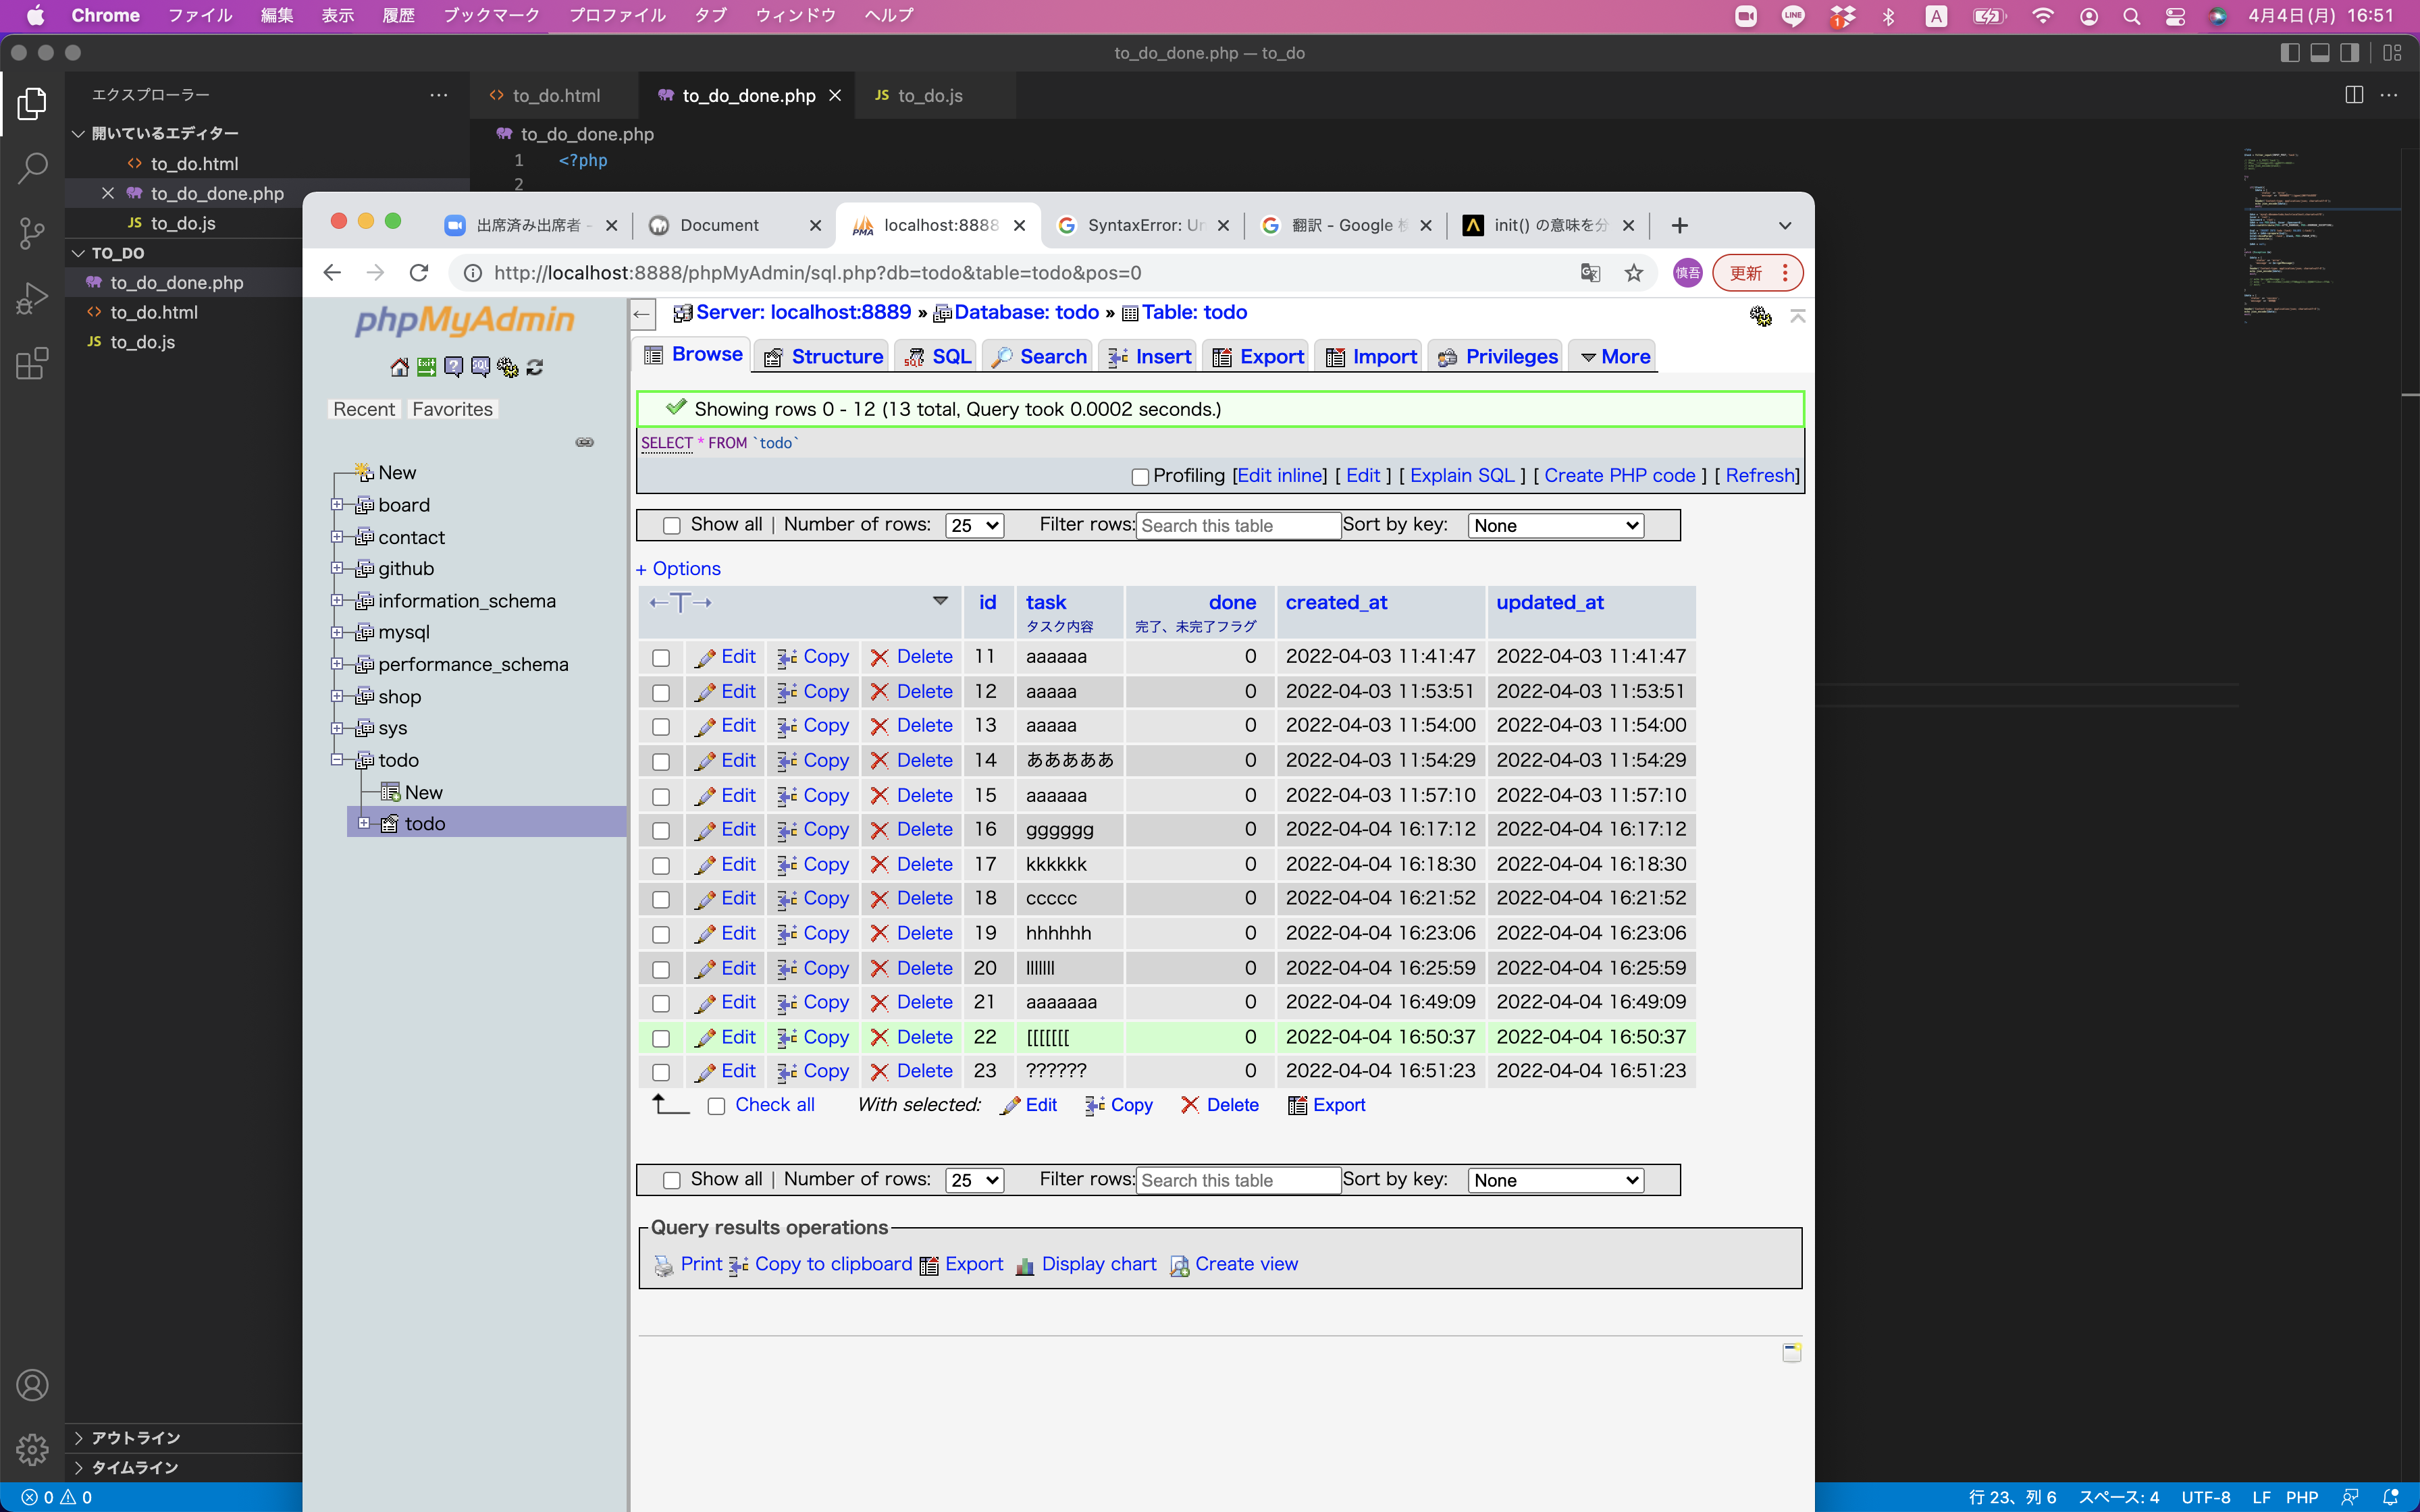 Chrome ファイル 編集 表示 履歴 ブックマーク プロファイル タブ ウィンドウ ヘルプ LINE 1 A 4月4日(月) 16:51
to_do_done.php — to_do
エクスプローラー
to_do.html to_do_done.php JS to_do.js
開いているエディター
to_do_done.php
to_do.html
1 <?php
to_do_done.php
2
JS to_do.js
TO_DO
to_do_done.php
to_do.html
JS to_do.js
アウトライン
タイムライン
出席済み出席者 - Document PMA localhost:8888 SyntaxError: Un 翻訳 - Google 検 init() の意味を分
http://localhost:8888/phpMyAdmin/sql.php?db=todo&table=todo&pos=0 慎吾 更新
phpMyAdmin
Recent Favorites
New
board
contact
github
information_schema
mysql
performance_schema
shop
sys
todo
New
todo
Server: localhost:8889 » Database: todo » Table: todo
Browse Structure SQL Search Insert Export Import Privileges More
Showing rows 0 - 12 (13 total, Query took 0.0002 seconds.)
SELECT * FROM `todo`
Profiling [Edit inline] [ Edit ] [ Explain SQL ] [ Create PHP code ] [ Refresh]
Show all | Number of rows: 25 Filter rows: Search this table Sort by key: None
+ Options
←T→ id task done created_at updated_at
タスク内容 完了、未完了フラグ
Edit Copy Delete 11 aaaaaa 0 2022-04-03 11:41:47 2022-04-03 11:41:47
Edit Copy Delete 12 aaaaa 0 2022-04-03 11:53:51 2022-04-03 11:53:51
Edit Copy Delete 13 aaaaa 0 2022-04-03 11:54:00 2022-04-03 11:54:00
Edit Copy Delete 14 あああああ 0 2022-04-03 11:54:29 2022-04-03 11:54:29
Edit Copy Delete 15 aaaaaa 0 2022-04-03 11:57:10 2022-04-03 11:57:10
Edit Copy Delete 16 gggggg 0 2022-04-04 16:17:12 2022-04-04 16:17:12
Edit Copy Delete 17 kkkkkk 0 2022-04-04 16:18:30 2022-04-04 16:18:30
Edit Copy Delete 18 ccccc 0 2022-04-04 16:21:52 2022-04-04 16:21:52
Edit Copy Delete 19 hhhhhh 0 2022-04-04 16:23:06 2022-04-04 16:23:06
Edit Copy Delete 20 lllllll 0 2022-04-04 16:25:59 2022-04-04 16:25:59
Edit Copy Delete 21 aaaaaaa 0 2022-04-04 16:49:09 2022-04-04 16:49:09
Edit Copy Delete 22 [[[[[[[ 0 2022-04-04 16:50:37 2022-04-04 16:50:37
Edit Copy Delete 23 ?????? 0 2022-04-04 16:51:23 2022-04-04 16:51:23
Check all With selected: Edit Copy Delete Export
Show all | Number of rows: 25 Filter rows: Search this table Sort by key: None
Query results operations
Print Copy to clipboard Export Display chart Create view
0 0 行 23、列 6 スペース: 4 UTF-8 LF PHP